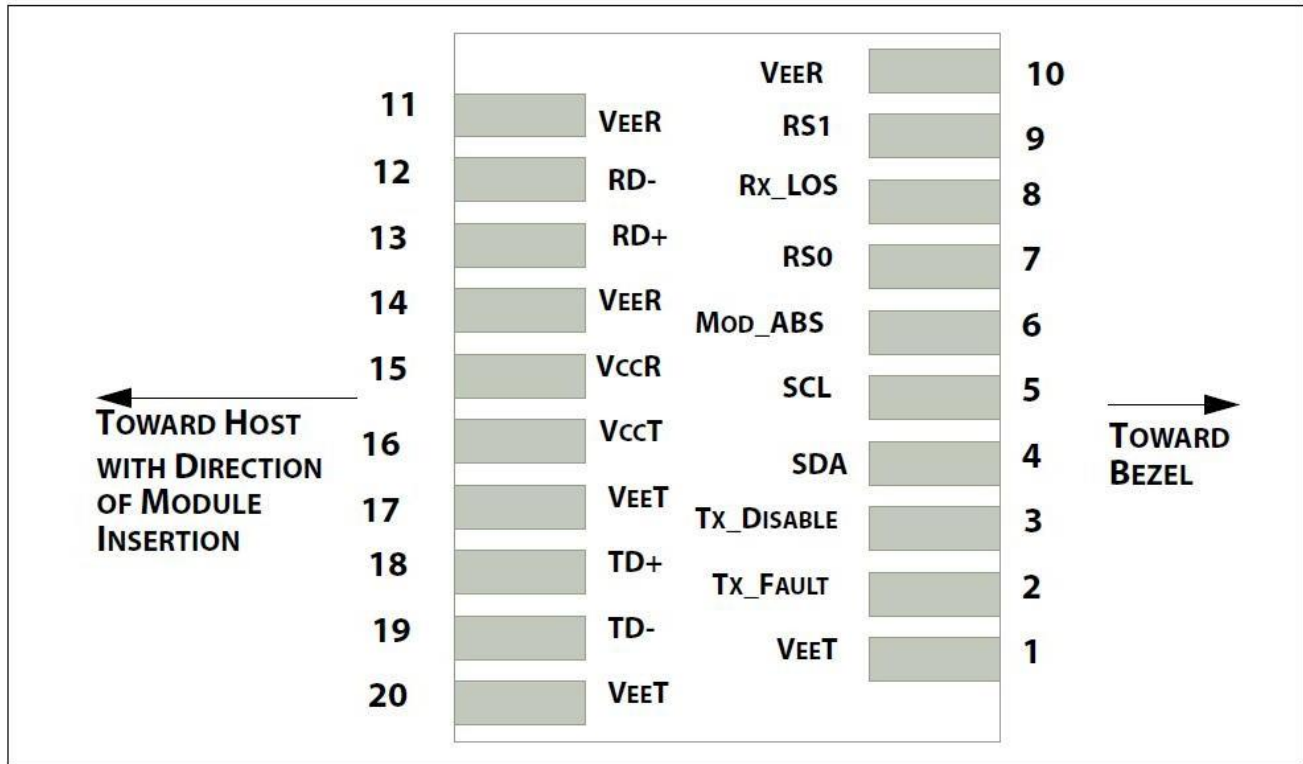 11 VEER
12 RD-
13 RD+
14 VEER
15 VCCR
16 VCCT
17 VEET
18 TD+
19 TD-
20 VEET
VEER 10
RS1 9
RX_LOS 8
RS0 7
MOD_ABS 6
SCL 5
SDA 4
TX_DISABLE 3
TX_FAULT 2
VEET 1
TOWARD HOST
WITH DIRECTION
OF MODULE
INSERTION
TOWARD
BEZEL